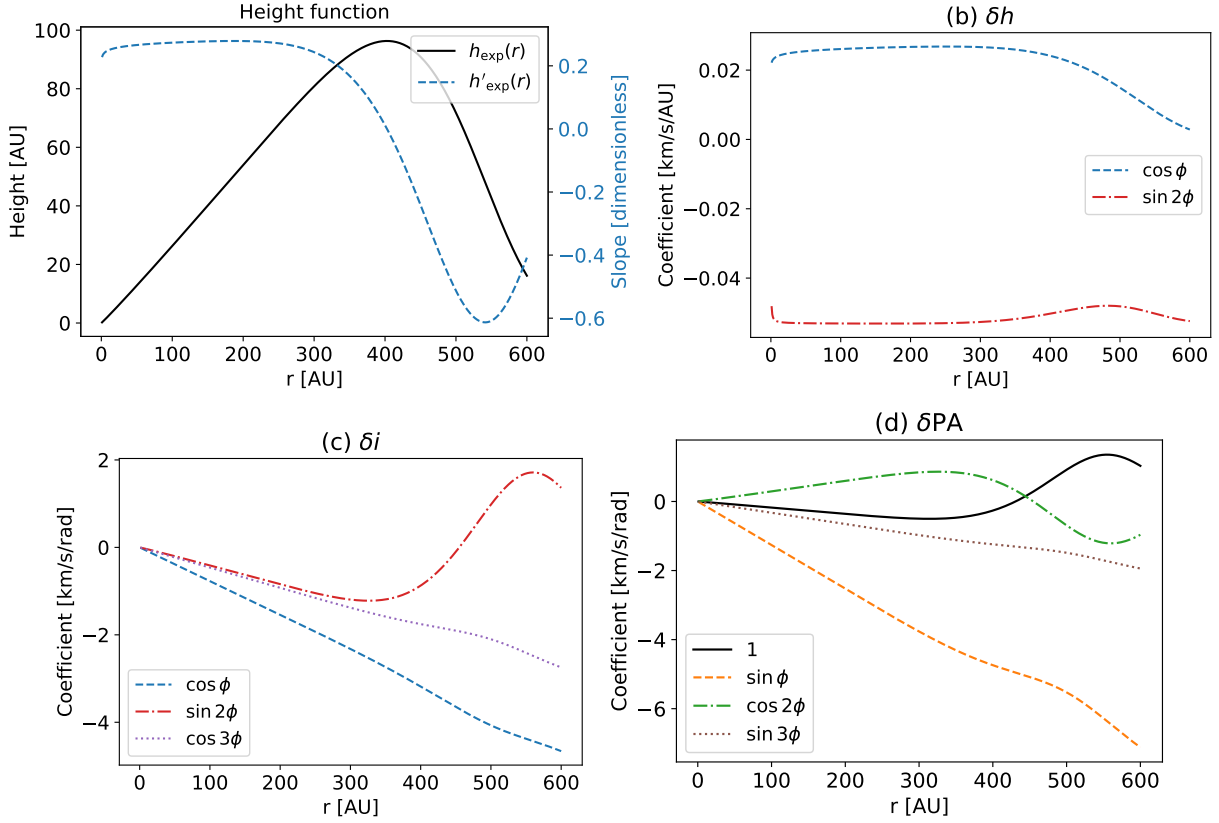 Height function
100
80
60
40
20
0
Height [AU]
h_exp(r)
h'_exp(r)
0.2
0.0
−0.2
−0.4
−0.6
Slope [dimensionless]
0 100 200 300 400 500 600
r [AU]
(b) δh
0.02
0.00
−0.02
−0.04
Coefficient [km/s/AU]
cos ϕ
sin 2ϕ
0 100 200 300 400 500 600
r [AU]
(c) δi
2
0
−2
−4
Coefficient [km/s/rad]
cos ϕ
sin 2ϕ
cos 3ϕ
0 100 200 300 400 500 600
r [AU]
(d) δPA
0
−2
−4
−6
Coefficient [km/s/rad]
1
sin ϕ
cos 2ϕ
sin 3ϕ
0 100 200 300 400 500 600
r [AU]